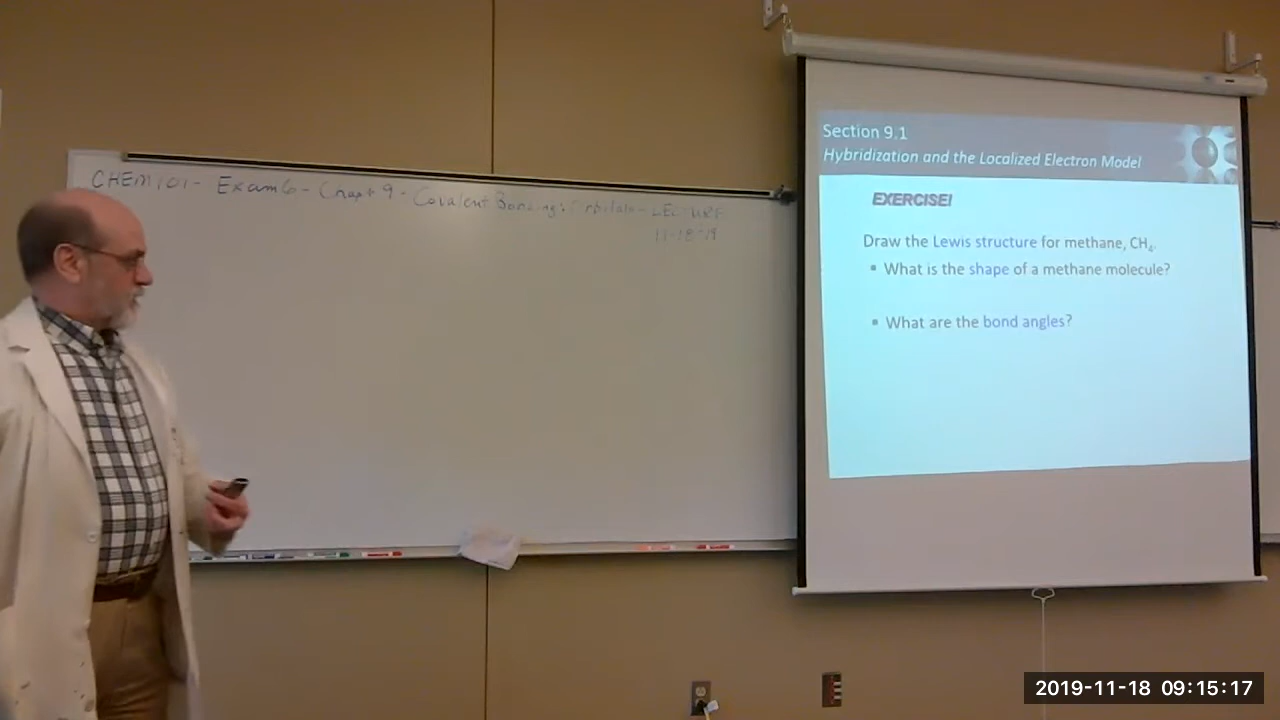 CHEM 101 - Exam 6 - Chapt 9 - Covalent Bonding: Orbitals - LECTURE
11-18-19
Section 9.1
Hybridization and the Localized Electron Model
EXERCISE!
Draw the Lewis structure for methane, CH₄.
▪ What is the shape of a methane molecule?
▪ What are the bond angles?
2019-11-18 09:15:17